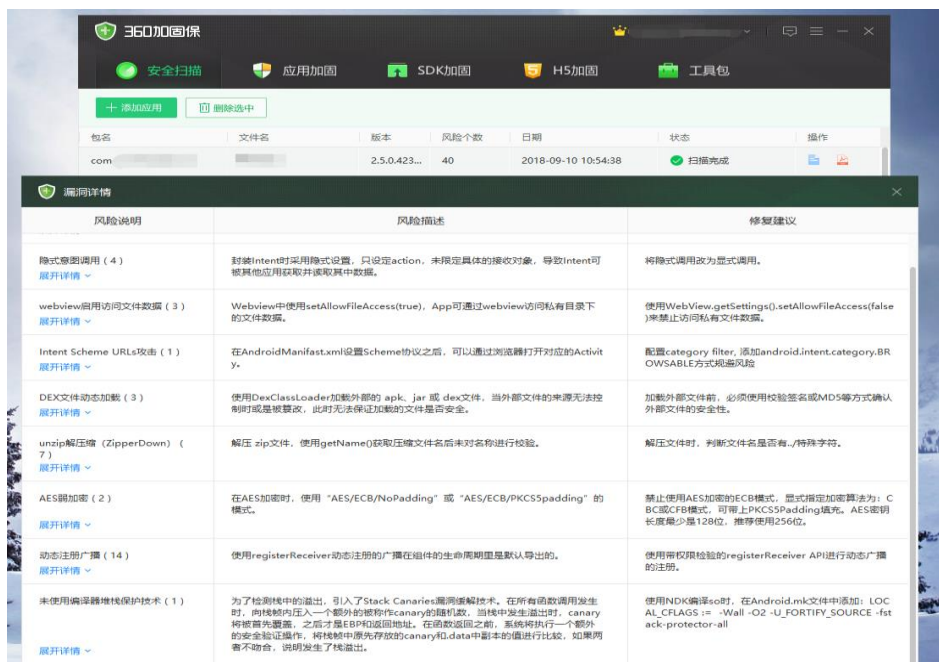 360加固保
安全扫描 应用加固 SDK加固 H5加固 工具包
添加应用 删除选中
包名 文件名 版本 风险个数 日期 状态 操作
com 2.5.0.423... 40 2018-09-10 10:54:38 扫描完成
漏洞详情
风险说明 风险描述 修复建议
隐式意图调用 ( 4 )
展开详情
封装Intent时采用隐式设置，只设定action，未限定具体的接收对象，导致Intent可
被其他应用获取并读取其中数据。
将隐式调用改为显式调用。
webview启用访问文件数据 ( 3 )
展开详情
Webview中使用setAllowFileAccess(true)，App可通过webview访问私有目录下
的文件数据。
使用WebView.getSettings().setAllowFileAccess(false
)来禁止访问私有文件数据。
Intent Scheme URLs攻击 ( 1 )
展开详情
在AndroidManifast.xml设置Scheme协议之后，可以通过浏览器打开对应的Activit
y。
配置category filter, 添加android.intent.category.BR
OWSABLE方式规避风险
DEX文件动态加载 ( 3 )
展开详情
使用DexClassLoader加载外部的 apk、jar 或 dex文件，当外部文件的来源无法控
制时或是被篡改，此时无法保证加载的文件是否安全。
加载外部文件前，必须使用校验签名或MD5等方式确认
外部文件的安全性。
unzip解压缩（ZipperDown） (
7 )
展开详情
解压 zip文件，使用getName()获取压缩文件名后未对名称进行校验。
解压文件时，判断文件名是否有../特殊字符。
AES弱加密 ( 2 )
展开详情
在AES加密时，使用 “AES/ECB/NoPadding” 或 “AES/ECB/PKCS5padding” 的
模式。
禁止使用AES加密的ECB模式，显式指定加密算法为：C
BC或CFB模式，可带上PKCS5Padding填充。AES密钥
长度最少是128位，推荐使用256位。
动态注册广播 ( 14 )
展开详情
使用registerReceiver动态注册的广播在组件的生命周期里是默认导出的。
使用带权限检验的registerReceiver API进行动态广播
的注册。
未使用编译器堆栈保护技术 ( 1 )
展开详情
为了检测栈中的溢出，引入了Stack Canaries漏洞缓解技术。在所有函数调用发生
时，向栈帧内压入一个额外的被称作canary的随机数，当栈中发生溢出时，canary
将被首先覆盖，之后才是EBP和返回地址。在函数返回之前，系统将执行一个额外
的安全验证操作，将栈帧中原先存放的canary和.data中副本的值进行比较，如果两
者不吻合，说明发生了栈溢出。
使用NDK编译so时，在Android.mk文件中添加：LOC
AL_CFLAGS := -Wall -O2 -U_FORTIFY_SOURCE -fst
ack-protector-all